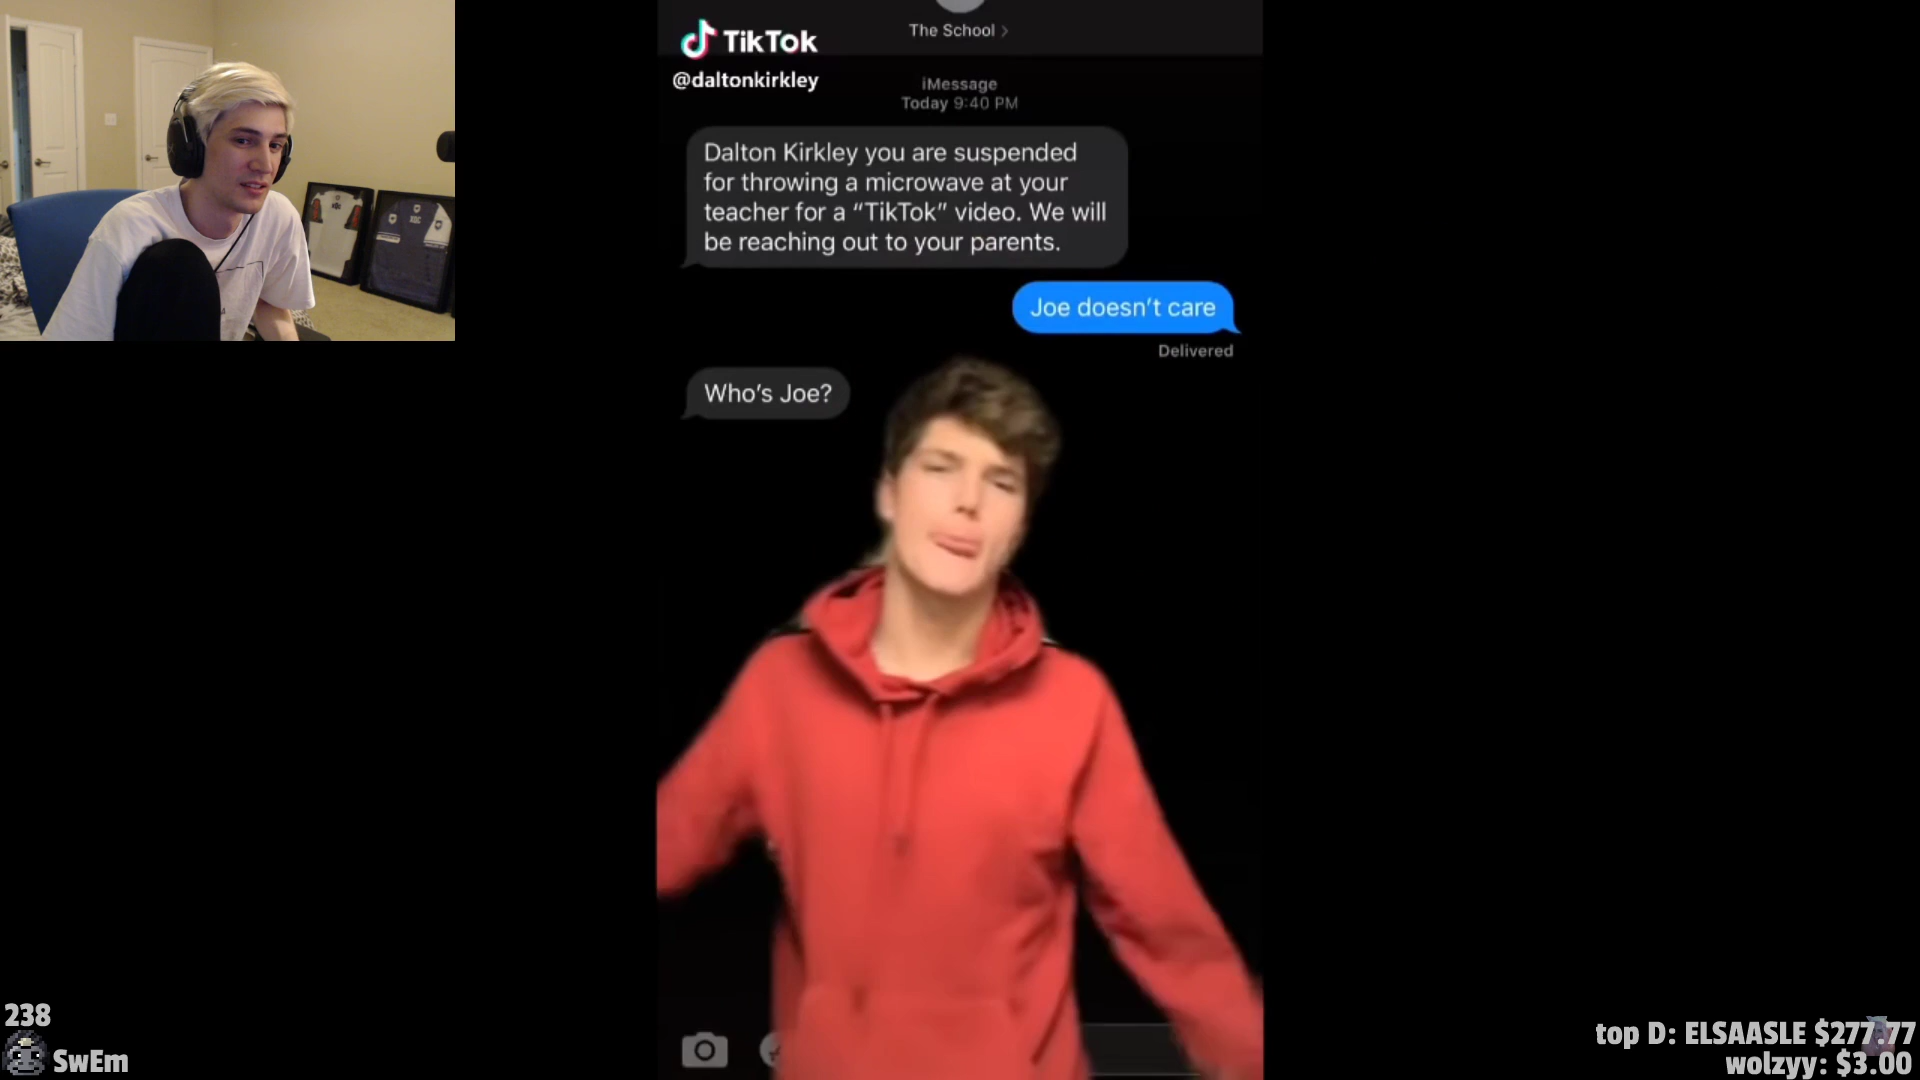 TikTok
@daltonkirkley
The School >
iMessage
Today 9:40 PM
Dalton Kirkley you are suspended
for throwing a microwave at your
teacher for a “TikTok” video. We will
be reaching out to your parents.
Joe doesn’t care
Delivered
Who’s Joe?
238
SwEm
top D: ELSAASLE $277.77
wolzyy: $3.00